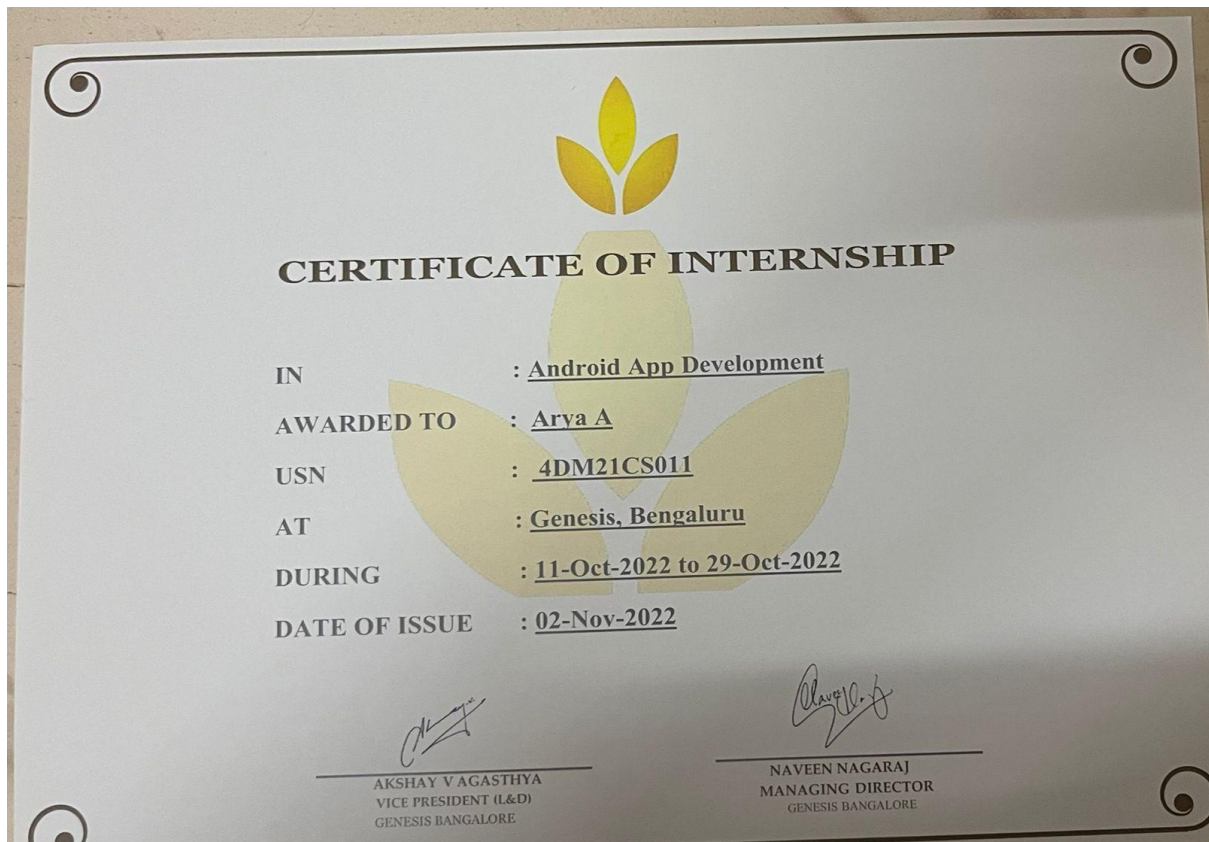 CERTIFICATE OF INTERNSHIP
IN : Android App Development
AWARDED TO : Arya A
USN : 4DM21CS011
AT : Genesis, Bengaluru
DURING : 11-Oct-2022 to 29-Oct-2022
DATE OF ISSUE : 02-Nov-2022
AKSHAY V AGASTHYA
VICE PRESIDENT (L&D)
GENESIS BANGALORE
NAVEEN NAGARAJ
MANAGING DIRECTOR
GENESIS BANGALORE